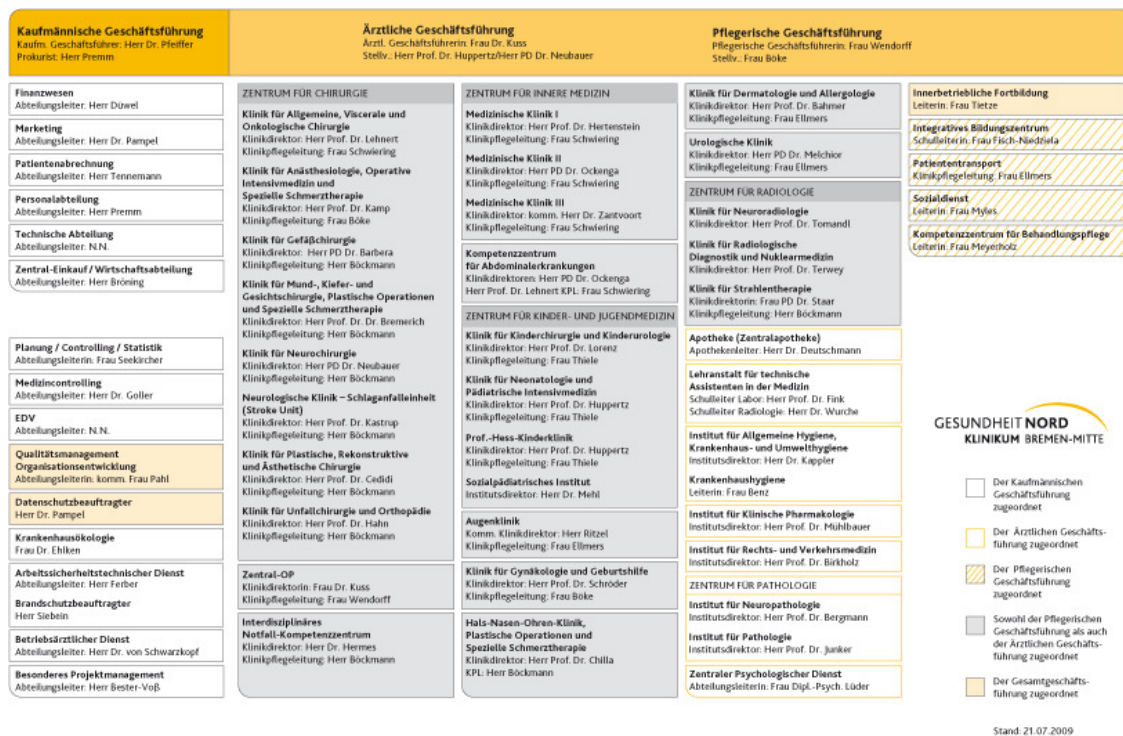 Kaufmännische Geschäftsführung
Kaufm. Geschäftsführer: Herr Dr. Pfeiffer
Prokurist: Herr Premm
Ärztliche Geschäftsführung
Ärztl. Geschäftsführerin: Frau Dr. Kuss
Stellv.: Herr Prof. Dr. Huppertz/Herr PD Dr. Neubauer
Pflegerische Geschäftsführung
Pflegerische Geschäftsführerin: Frau Wendorff
Stellv.: Frau Böke
Finanzwesen
Abteilungsleiter: Herr Düwel
Marketing
Abteilungsleiter: Herr Dr. Pampel
Patientenabrechnung
Abteilungsleiter: Herr Tennemann
Personalabteilung
Abteilungsleiter: Herr Premm
Technische Abteilung
Abteilungsleiter: N.N.
Zentral-Einkauf / Wirtschaftsabteilung
Abteilungsleiter: Herr Bröning
Planung / Controlling / Statistik
Abteilungsleiterin: Frau Seekircher
Medizincontrolling
Abteilungsleiter: Herr Dr. Goller
EDV
Abteilungsleiter: N.N.
Qualitätsmanagement
Organisationsentwicklung
Abteilungsleiterin: komm. Frau Pahl
Datenschutzbeauftragter
Herr Dr. Pampel
Krankenhausökologie
Frau Dr. Ehlken
Arbeitssicherheitstechnischer Dienst
Abteilungsleiter: Herr Ferber
Brandschutzbeauftragter
Herr Siebein
Betriebsärztlicher Dienst
Abteilungsleiter: Herr Dr. von Schwarzkopf
Besonderes Projektmanagement
Abteilungsleiter: Herr Bester-Voß
ZENTRUM FÜR CHIRURGIE
Klinik für Allgemeine, Viscerale und
Onkologische Chirurgie
Klinikdirektor: Herr Prof. Dr. Lehnert
Klinikpflegeleitung: Frau Schwiering
Klinik für Anästhesiologie, Operative
Intensivmedizin und
Spezielle Schmerztherapie
Klinikdirektor: Herr Prof. Dr. Kamp
Klinikpflegeleitung: Frau Böke
Klinik für Gefäßchirurgie
Klinikdirektor: Herr PD Dr. Barbera
Klinikpflegeleitung: Herr Böckmann
Klinik für Mund-, Kiefer- und
Gesichtschirurgie, Plastische Operationen
und Spezielle Schmerztherapie
Klinikdirektor: Herr Prof. Dr. Dr. Bremerich
Klinikpflegeleitung: Herr Böckmann
Klinik für Neurochirurgie
Klinikdirektor: Herr PD Dr. Neubauer
Klinikpflegeleitung: Herr Böckmann
Neurologische Klinik – Schlaganfalleinheit
(Stroke Unit)
Klinikdirektor: Herr Prof. Dr. Kastrup
Klinikpflegeleitung: Herr Böckmann
Klinik für Plastische, Rekonstruktive
und Ästhetische Chirurgie
Klinikdirektor: Herr Prof. Dr. Cedidi
Klinikpflegeleitung: Herr Böckmann
Klinik für Unfallchirurgie und Orthopädie
Klinikdirektor: Herr Prof. Dr. Hahn
Klinikpflegeleitung: Herr Böckmann
Zentral-OP
Klinikdirektorin: Frau Dr. Kuss
Klinikpflegeleitung: Frau Wendorff
Interdisziplinäres
Notfall-Kompetenzzentrum
Klinikdirektor: Herr Dr. Hermes
Klinikpflegeleitung: Herr Böckmann
ZENTRUM FÜR INNERE MEDIZIN
Medizinische Klinik I
Klinikdirektor: Herr Prof. Dr. Hertenstein
Klinikpflegeleitung: Frau Schwiering
Medizinische Klinik II
Klinikdirektor: Herr PD Dr. Ockenga
Klinikpflegeleitung: Frau Schwiering
Medizinische Klinik III
Klinikdirektor: komm. Herr Dr. Zantvoort
Klinikpflegeleitung: Frau Schwiering
Kompetenzzentrum
für Abdominalerkrankungen
Klinikdirektoren: Herr PD Dr. Ockenga
Herr Prof. Dr. Lehnert KPL: Frau Schwiering
ZENTRUM FÜR KINDER- UND JUGENDMEDIZIN
Klinik für Kinderchirurgie und Kinderurologie
Klinikdirektor: Herr Prof. Dr. Lorenz
Klinikpflegeleitung: Frau Thiele
Klinik für Neonatologie und
Pädiatrische Intensivmedizin
Klinikdirektor: Herr Prof. Dr. Huppertz
Klinikpflegeleitung: Frau Thiele
Prof.-Hess-Kinderklinik
Klinikdirektor: Herr Prof. Dr. Huppertz
Klinikpflegeleitung: Frau Thiele
Sozialpädiatrisches Institut
Institutsdirektor: Herr Dr. Mehl
Augenklinik
Komm. Klinikdirektor: Herr Ritzel
Klinikpflegeleitung: Frau Ellmers
Klinik für Gynäkologie und Geburtshilfe
Klinikdirektor: Herr Prof. Dr. Schröder
Klinikpflegeleitung: Frau Böke
Hals-Nasen-Ohren-Klinik,
Plastische Operationen und
Spezielle Schmerztherapie
Klinikdirektor: Herr Prof. Dr. Chilla
KPL: Herr Böckmann
Klinik für Dermatologie und Allergologie
Klinikdirektor: Herr Prof. Dr. Bahmer
Klinikpflegeleitung: Frau Ellmers
Urologische Klinik
Klinikdirektor: Herr PD Dr. Melchior
Klinikpflegeleitung: Frau Ellmers
ZENTRUM FÜR RADIOLOGIE
Klinik für Neuroradiologie
Klinikdirektor: Herr Prof. Dr. Tomandl
Klinik für Radiologische
Diagnostik und Nuklearmedizin
Klinikdirektor: Herr Prof. Dr. Terwey
Klinik für Strahlentherapie
Klinikdirektorin: Frau PD Dr. Staar
Klinikpflegeleitung: Herr Böckmann
Apotheke (Zentralapotheke)
Apothekenleiter: Herr Dr. Deutschmann
Lehranstalt für technische
Assistenten in der Medizin
Schulleiter Labor: Herr Prof. Dr. Fink
Schulleiter Radiologie: Herr Dr. Wurche
Institut für Allgemeine Hygiene,
Krankenhaus- und Umwelthygiene
Institutsdirektor: Herr Dr. Kappler
Krankenhaushygiene
Leiterin: Frau Benz
Institut für Klinische Pharmakologie
Institutsdirektor: Herr Prof. Dr. Mühlbauer
Institut für Rechts- und Verkehrsmedizin
Institutsdirektor: Herr Prof. Dr. Birkholz
ZENTRUM FÜR PATHOLOGIE
Institut für Neuropathologie
Institutsdirektor: Herr Prof. Dr. Bergmann
Institut für Pathologie
Institutsdirektor: Herr Prof. Dr. Junker
Zentraler Psychologischer Dienst
Abteilungsleiterin: Frau Dipl.-Psych. Lüder
Innerbetriebliche Fortbildung
Leiterin: Frau Tietze
Integratives Bildungszentrum
Schulleiterin: Frau Fisch-Niedziela
Patiententransport
Klinikpflegeleitung: Frau Ellmers
Sozialdienst
Leiterin: Frau Myles
Kompetenzzentrum für Behandlungspflege
Leiterin: Frau Meyerholz
GESUNDHEIT NORD
KLINIKUM BREMEN-MITTE
Der Kaufmännischen
Geschäftsführung
zugeordnet
Der Ärztlichen Geschäfts-
führung zugeordnet
Der Pflegerischen
Geschäftsführung
zugeordnet
Sowohl der Pflegerischen
Geschäftsführung als auch
der Ärztlichen Geschäfts-
führung zugeordnet
Der Gesamtgeschäfts-
führung zugeordnet
Stand: 21.07.2009